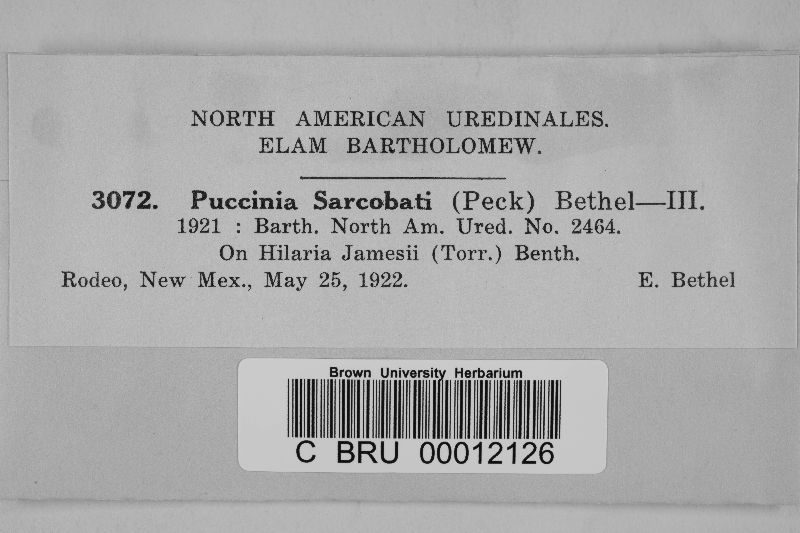 NORTH AMERICAN UREDINALES.
ELAM BARTHOLOMEW.
3072. Puccinia Sarcobati (Peck) Bethel—III.
1921 : Barth. North Am. Ured. No. 2464.
On Hilaria Jamesii (Torr.) Benth.
Rodeo, New Mex., May 25, 1922. E. Bethel
Brown University Herbarium
C BRU 00012126